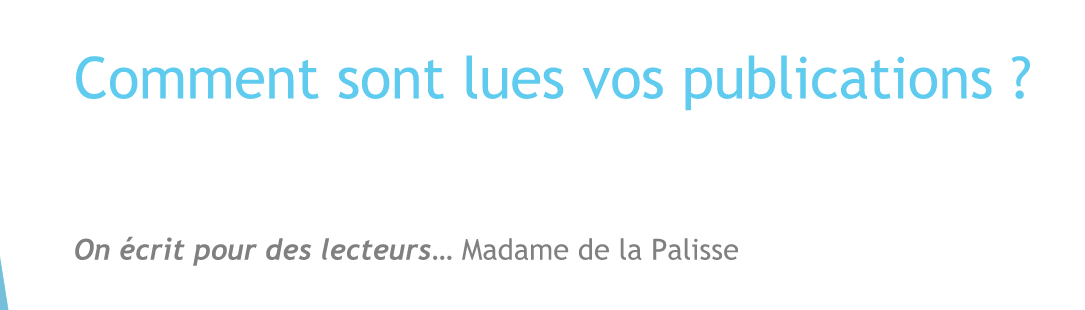 Comment sont lues vos publications ?
On écrit pour des lecteurs… Madame de la Palisse